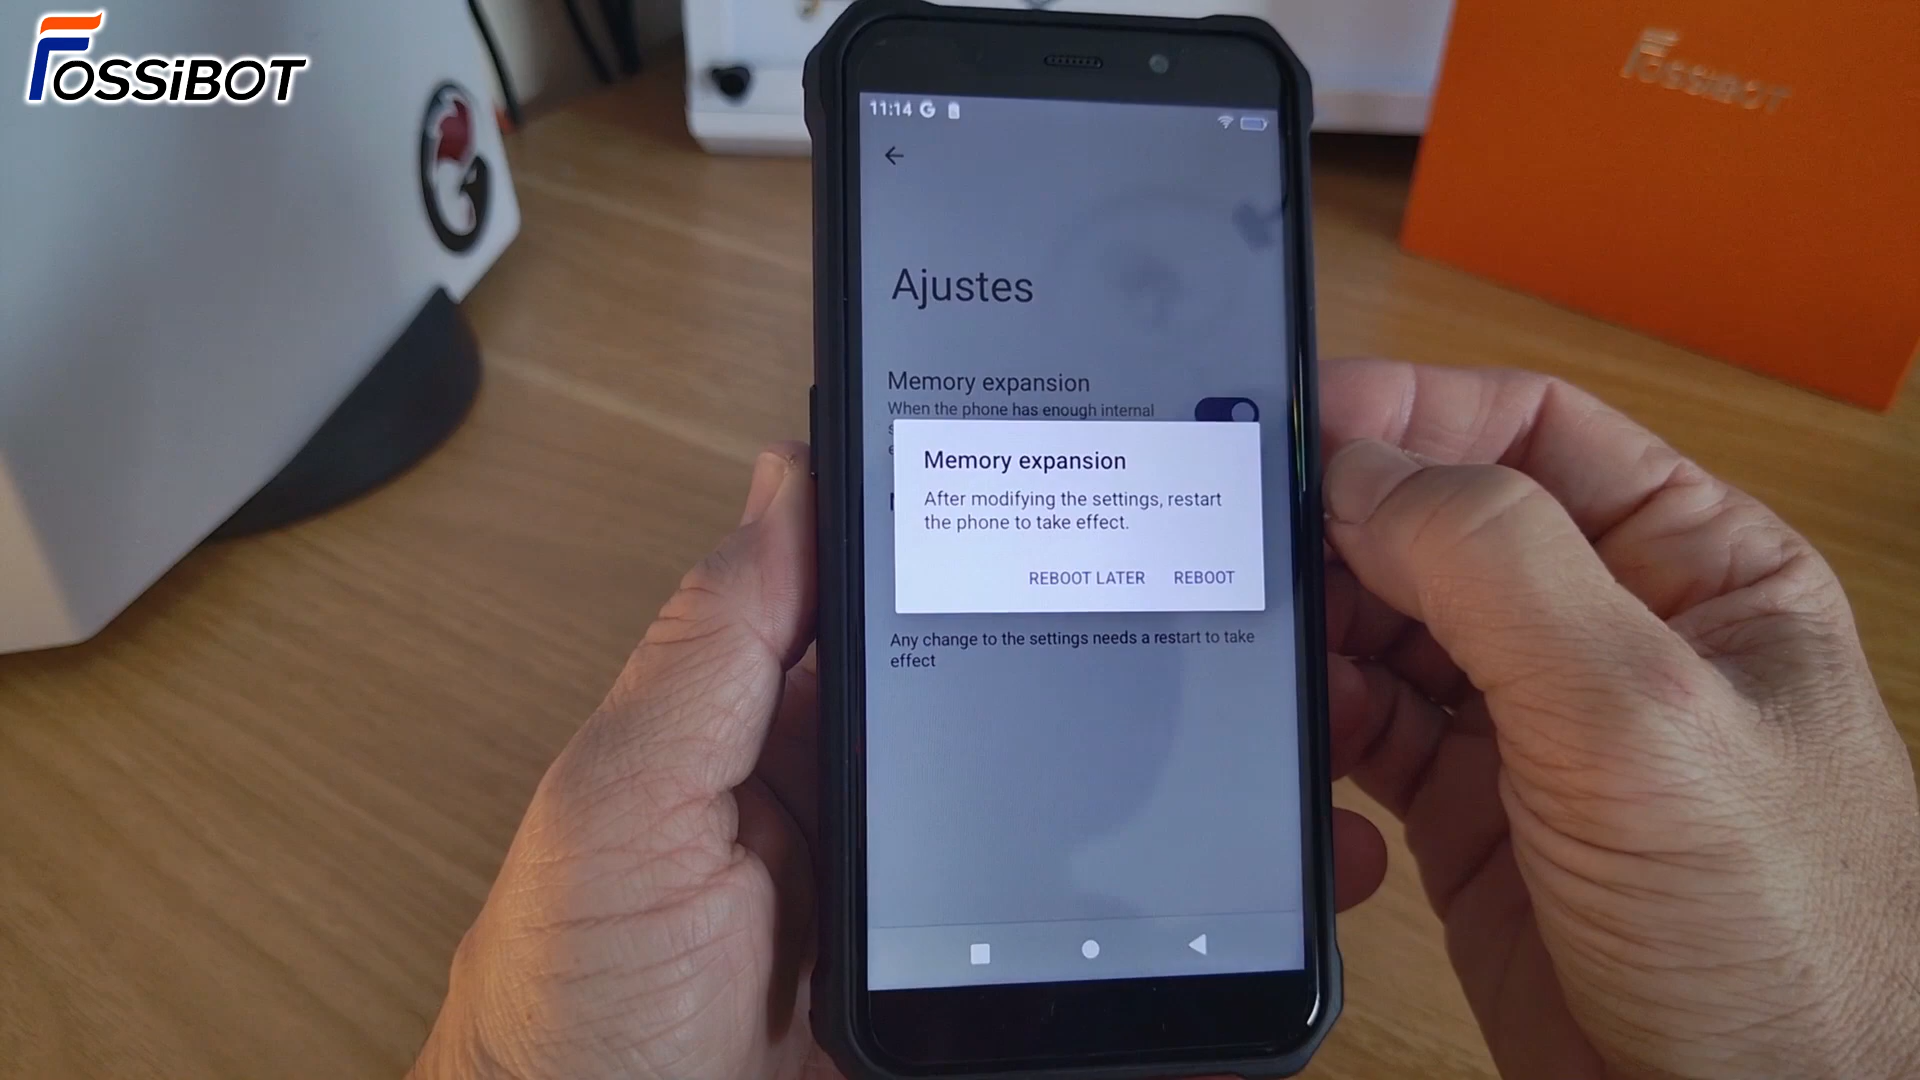 FOSSiBOT
FOSSIBOT
11:14
Ajustes
Memory expansion
When the phone has enough internal
Memory expansion
After modifying the settings, restart
the phone to take effect.
REBOOT LATER REBOOT
Any change to the settings needs a restart to take
effect